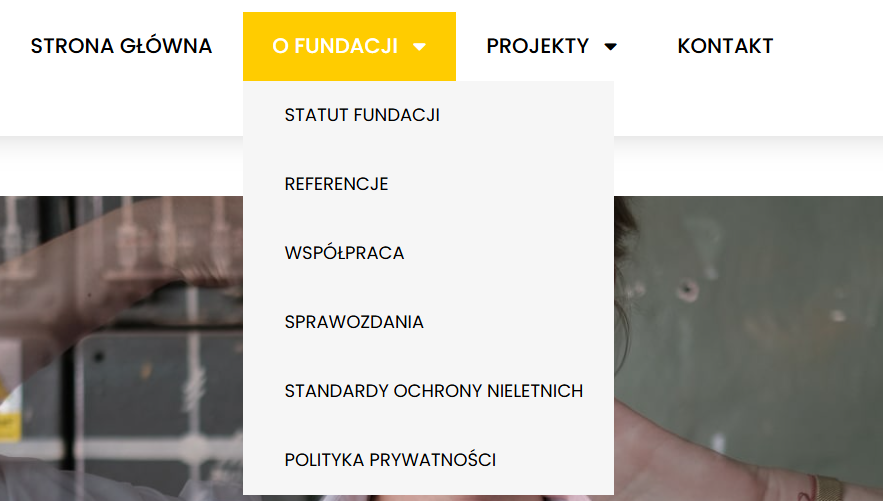 STRONA GŁÓWNA
O FUNDACJI
PROJEKTY
KONTAKT
STATUT FUNDACJI
REFERENCJE
WSPÓŁPRACA
SPRAWOZDANIA
STANDARDY OCHRONY NIELETNICH
POLITYKA PRYWATNOŚCI